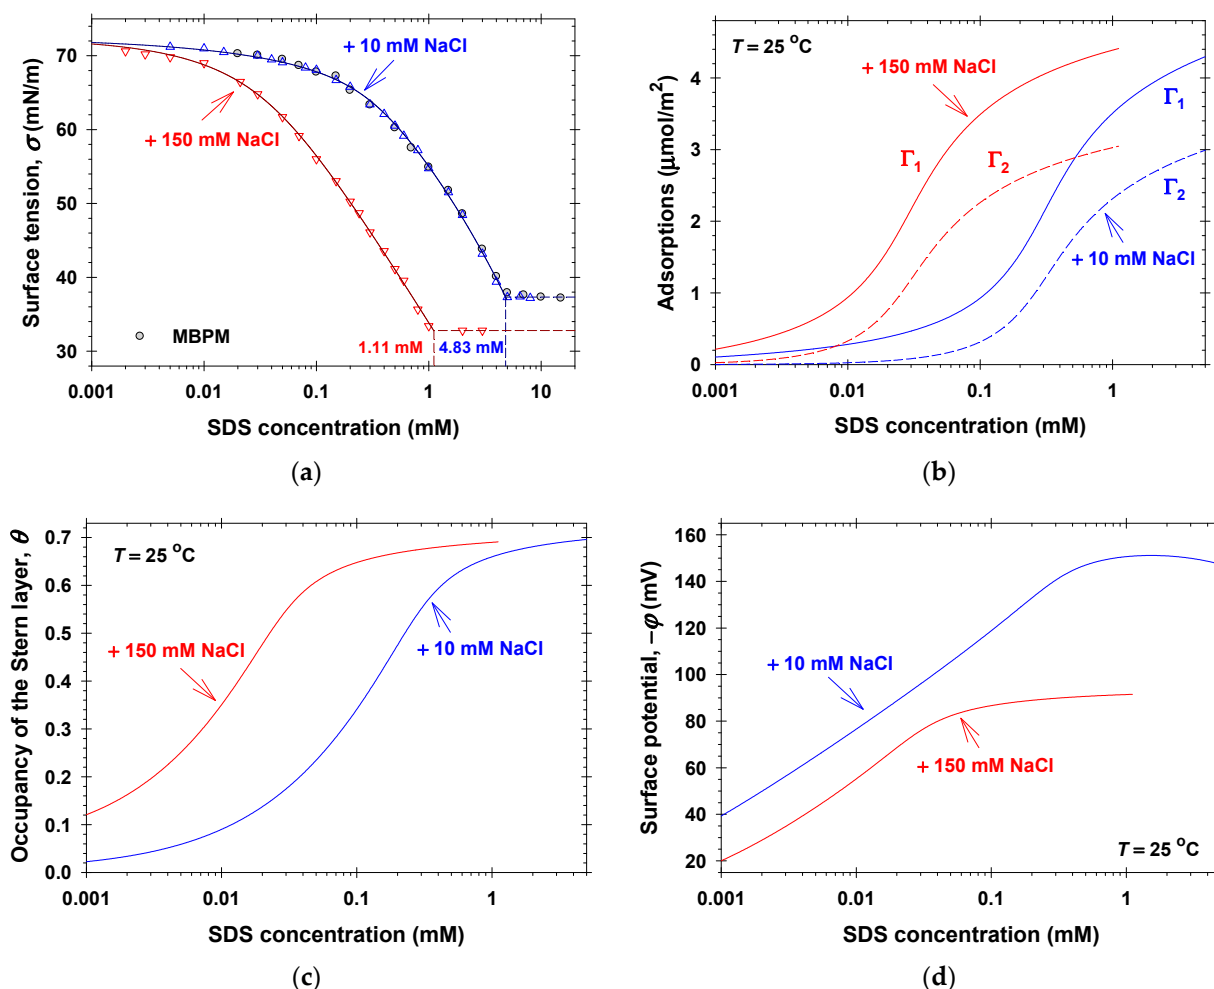 70
60
50
40
30
Surface tension, σ (mN/m)
+ 10 mM NaCl
+ 150 mM NaCl
MBPM
1.11 mM
4.83 mM
0.001
0.01
0.1
1
10
SDS concentration (mM)
(a)
4
3
2
1
0
Adsorptions (μmol/m²)
T = 25 °C
+ 150 mM NaCl
Γ₁
Γ₂
Γ₁
Γ₂
+ 10 mM NaCl
0.001
0.01
0.1
1
SDS concentration (mM)
(b)
0.7
0.6
0.5
0.4
0.3
0.2
0.1
0.0
Occupancy of the Stern layer, θ
T = 25 °C
+ 150 mM NaCl
+ 10 mM NaCl
0.001
0.01
0.1
1
SDS concentration (mM)
(c)
160
140
120
100
80
60
40
20
Surface potential, −φ (mV)
+ 10 mM NaCl
+ 150 mM NaCl
T = 25 °C
0.001
0.01
0.1
1
SDS concentration (mM)
(d)